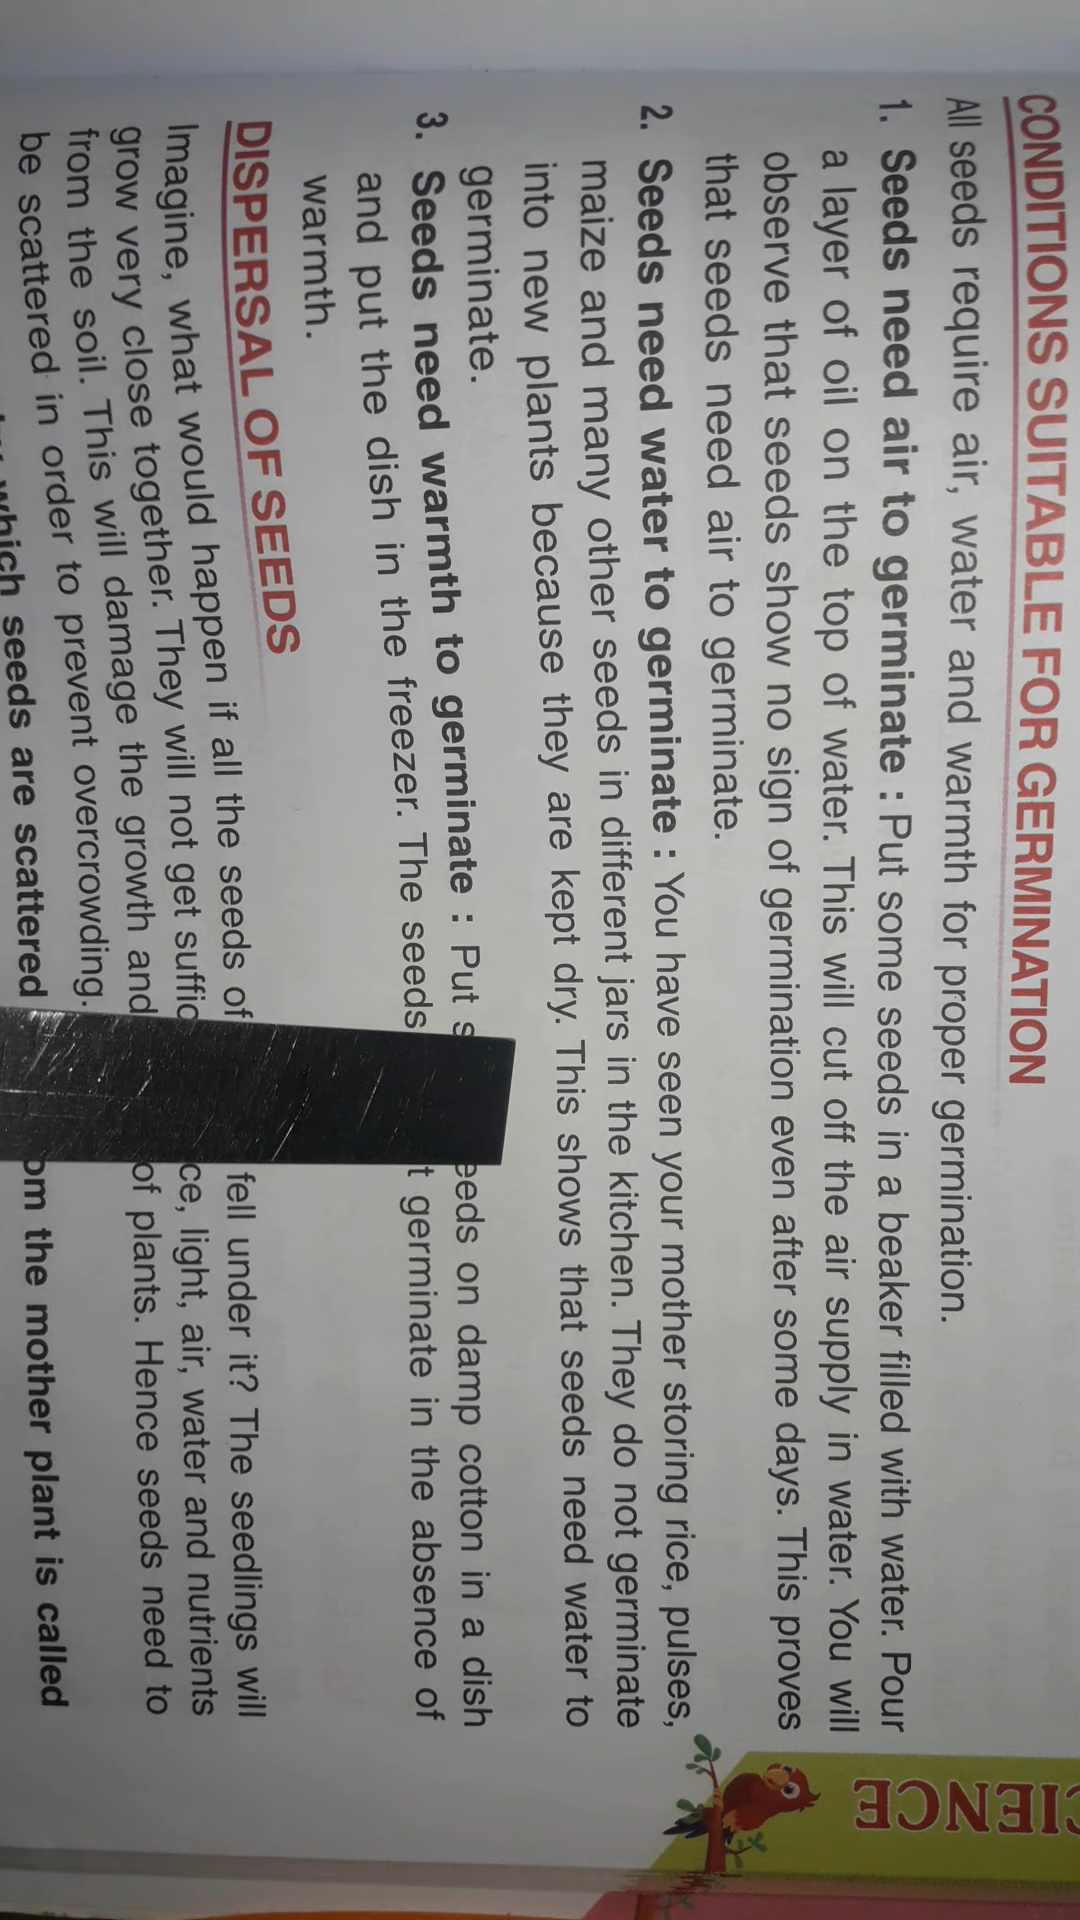 CONDITIONS SUITABLE FOR GERMINATION
All seeds require air, water and warmth for proper germination.
1. Seeds need air to germinate : Put some seeds in a beaker filled with water. Pour
a layer of oil on the top of water. This will cut off the air supply in water. You will
observe that seeds show no sign of germination even after some days. This proves
that seeds need air to germinate.
2. Seeds need water to germinate : You have seen your mother storing rice, pulses,
maize and many other seeds in different jars in the kitchen. They do not germinate
into new plants because they are kept dry. This shows that seeds need water to
germinate.
3. Seeds need warmth to germinate : Put s eeds on damp cotton in a dish
and put the dish in the freezer. The seeds t germinate in the absence of
warmth.
DISPERSAL OF SEEDS
Imagine, what would happen if all the seeds of fell under it? The seedlings will
grow very close together. They will not get suffic ce, light, air, water and nutrients
from the soil. This will damage the growth and of plants. Hence seeds need to
be scattered in order to prevent overcrowding.
which seeds are scattered om the mother plant is called
CIENCE